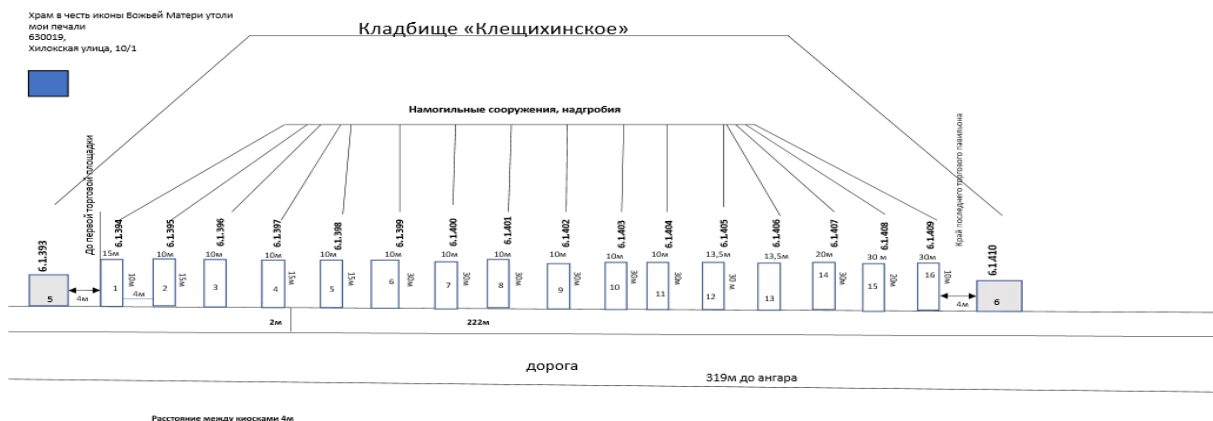 Храм в честь иконы Божьей Матери утоли
мои печали
630019,
Хилокская улица, 10/1
Кладбище «Клещихинское»
Намогильные сооружения, надгробия
До первой торговой площадки
Край последнего торгового павильона
6.1.393
6.1.394
6.1.395
6.1.396
6.1.397
6.1.398
6.1.399
6.1.400
6.1.401
6.1.402
6.1.403
6.1.404
6.1.405
6.1.406
6.1.407
6.1.408
6.1.409
6.1.410
15м 10м 10м 10м 10м 10м 10м 10м 10м 10м 10м 13,5м 13,5м 20м 30 м 30м
10м 15м 15м 15м 30м 30м 30м 30м 30м 30м 30 м 30м 20м 10м
5 1 2 3 4 5 6 7 8 9 10 11 12 13 14 15 16 6
4м 4м 4м
2м 222м
дорога
319м до ангара
Расстояние между киосками 4м